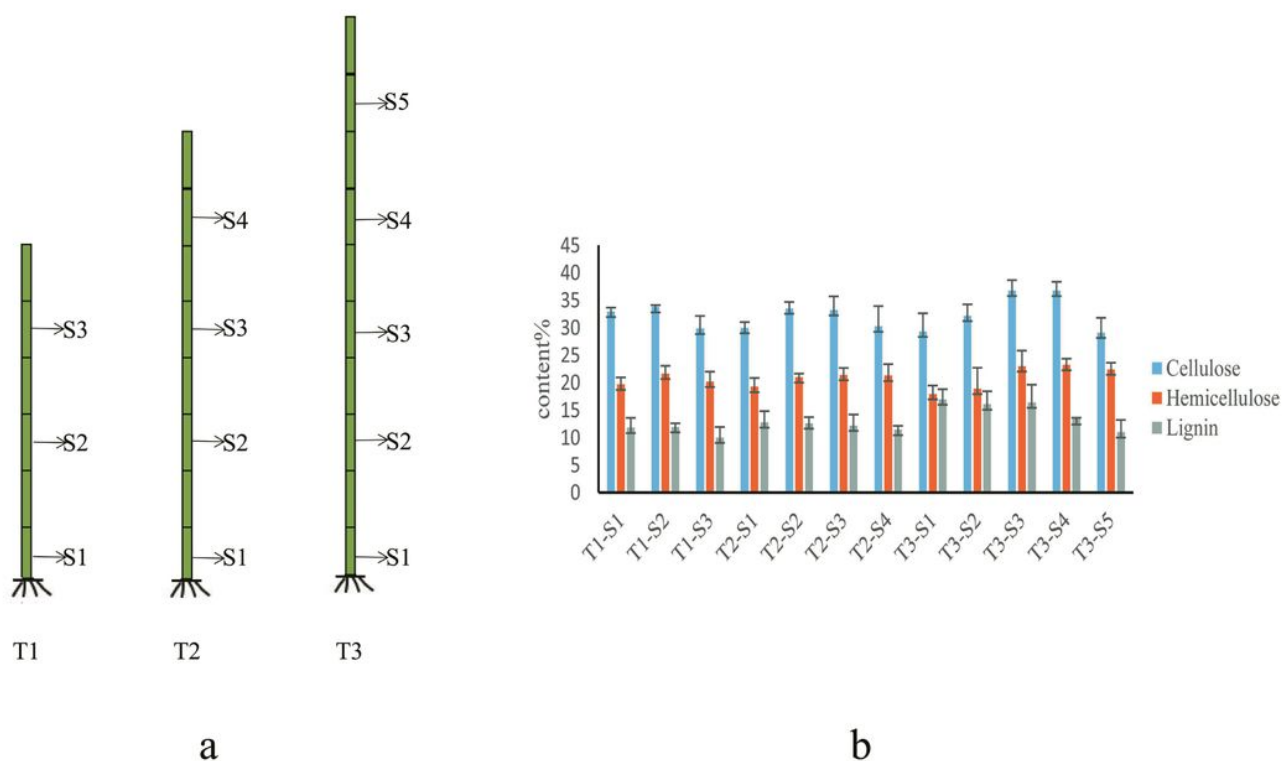 S3
S2
S1
T1
S4
S3
S2
S1
T2
S5
S4
S3
S2
S1
T3
a
content%
45
40
35
30
25
20
15
10
5
0
T1-S1
T1-S2
T1-S3
T2-S1
T2-S2
T2-S3
T2-S4
T3-S1
T3-S2
T3-S3
T3-S4
T3-S5
Cellulose
Hemicellulose
Lignin
b